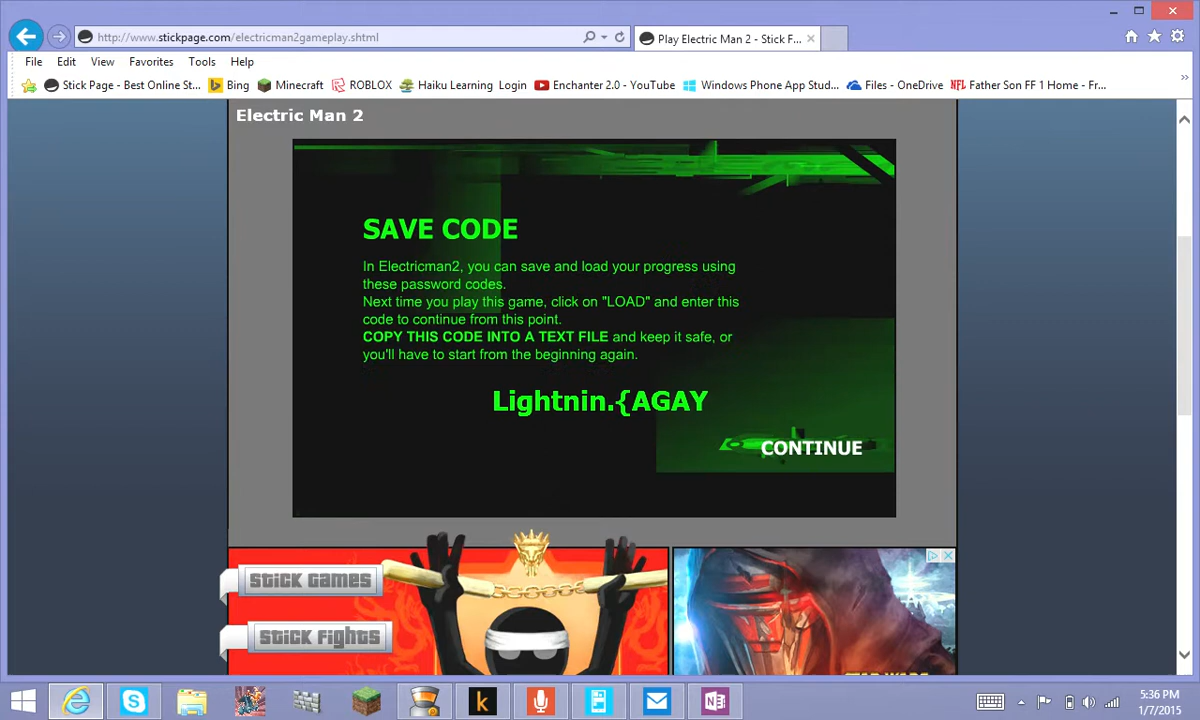 http://www.stickpage.com/electricman2gameplay.shtml
Play Electric Man 2 - Stick F...
File Edit View Favorites Tools Help
Stick Page - Best Online St... Bing Minecraft ROBLOX Haiku Learning Login Enchanter 2.0 - YouTube Windows Phone App Stud... Files - OneDrive NFL Father Son FF 1 Home - Fr...
Electric Man 2
SAVE CODE
In Electricman2, you can save and load your progress using
these password codes.
Next time you play this game, click on "LOAD" and enter this
code to continue from this point.
COPY THIS CODE INTO A TEXT FILE and keep it safe, or
you'll have to start from the beginning again.
Lightnin.{AGAY
CONTINUE
STICK GAMES
STICK FIGHTS
STAR WARS
5:36 PM
1/7/2015